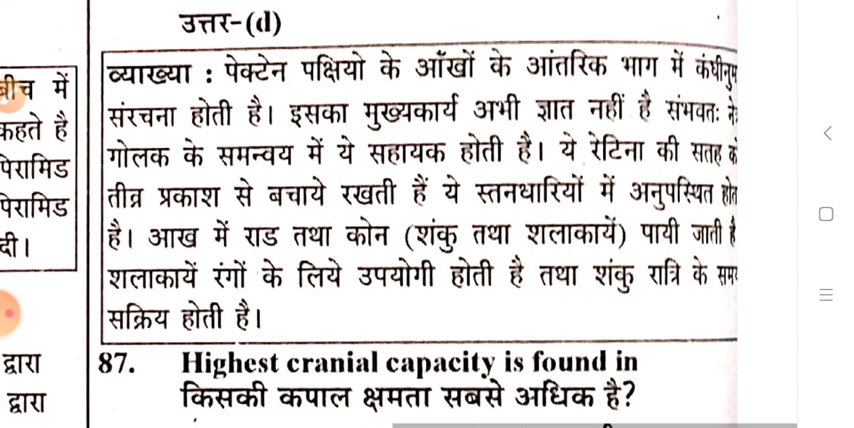 उत्तर-(d)
बीच में
कहते है
पिरामिड
पिरामिड
दी।
व्याख्या : पेक्टेन पक्षियो के आँखों के आंतरिक भाग में
संरचना होती है। इसका मुख्यकार्य अभी ज्ञात नहीं है संभवतः
गोलक के समन्वय में ये सहायक होती है। ये रेटिना की सतह को
तीव्र प्रकाश से बचाये रखती हैं ये स्तनधारियों में अनुपस्थित
है। आख में राड तथा कोन (शंकु तथा शलाकायें) पायी जाती है
शलाकायें रंगों के लिये उपयोगी होती है तथा शंकु रात्रि के
सक्रिय होती है।
द्वारा
द्वारा
87. Highest cranial capacity is found in
किसकी कपाल क्षमता सबसे अधिक है?